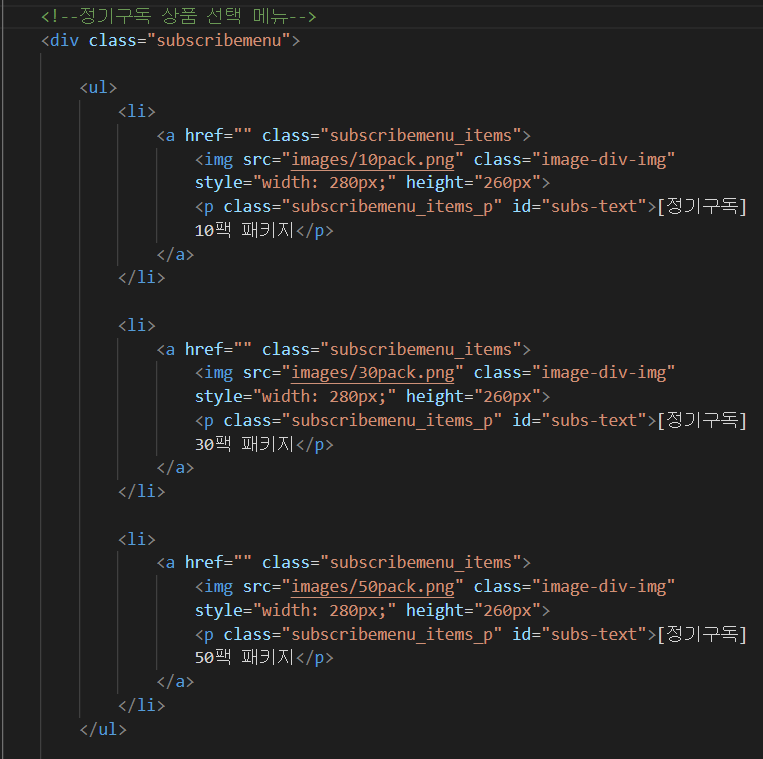 <!--정기구독 상품 선택 메뉴-->
<div class="subscribemenu">
<ul>
<li>
<a href="" class="subscribemenu_items">
<img src="images/10pack.png" class="image-div-img"
style="width: 280px;" height="260px">
<p class="subscribemenu_items_p" id="subs-text">[정기구독]
10팩 패키지</p>
</a>
</li>
<li>
<a href="" class="subscribemenu_items">
<img src="images/30pack.png" class="image-div-img"
style="width: 280px;" height="260px">
<p class="subscribemenu_items_p" id="subs-text">[정기구독]
30팩 패키지</p>
</a>
</li>
<li>
<a href="" class="subscribemenu_items">
<img src="images/50pack.png" class="image-div-img"
style="width: 280px;" height="260px">
<p class="subscribemenu_items_p" id="subs-text">[정기구독]
50팩 패키지</p>
</a>
</li>
</ul>